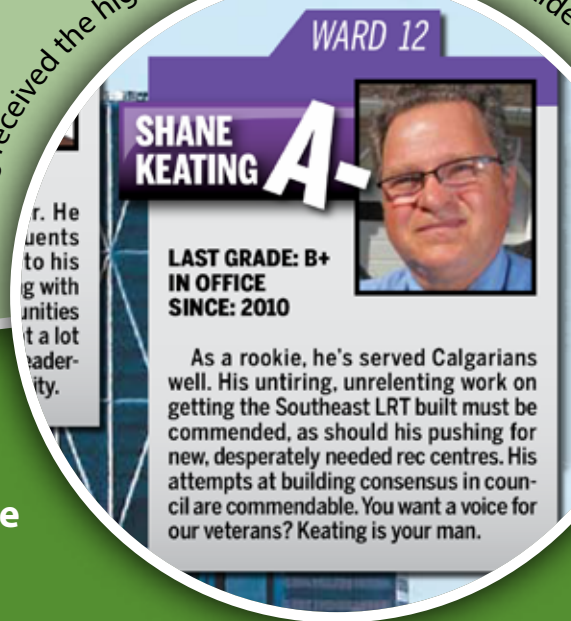 received the
WARD 12
SHANE
KEATING
A-
r. He
uents
to his
g with
unities
t a lot
eader-
ity.
LAST GRADE: B+
IN OFFICE
SINCE: 2010
As a rookie, he's served Calgarians
well. His untiring, unrelenting work on
getting the Southeast LRT built must be
commended, as should his pushing for
new, desperately needed rec centres. His
attempts at building consensus in coun-
cil are commendable. You want a voice for
our veterans? Keating is your man.
e